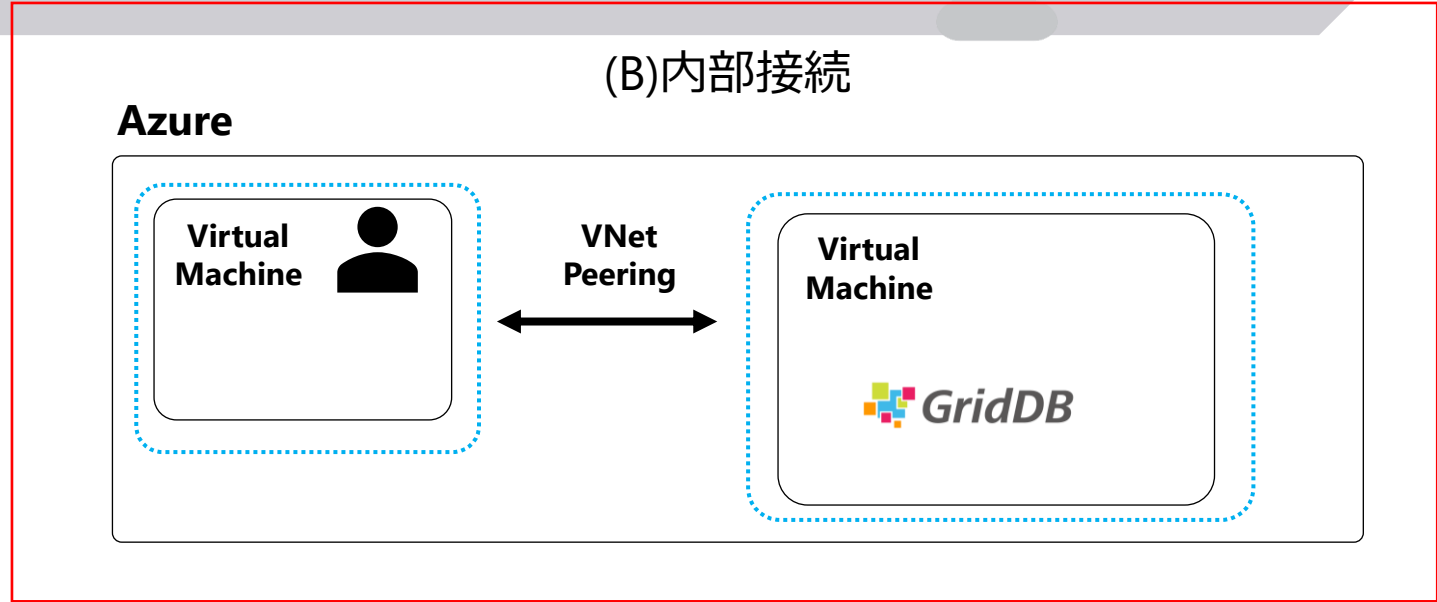 (B)内部接続
Azure
Virtual
Machine
VNet
Peering
Virtual
Machine
GridDB